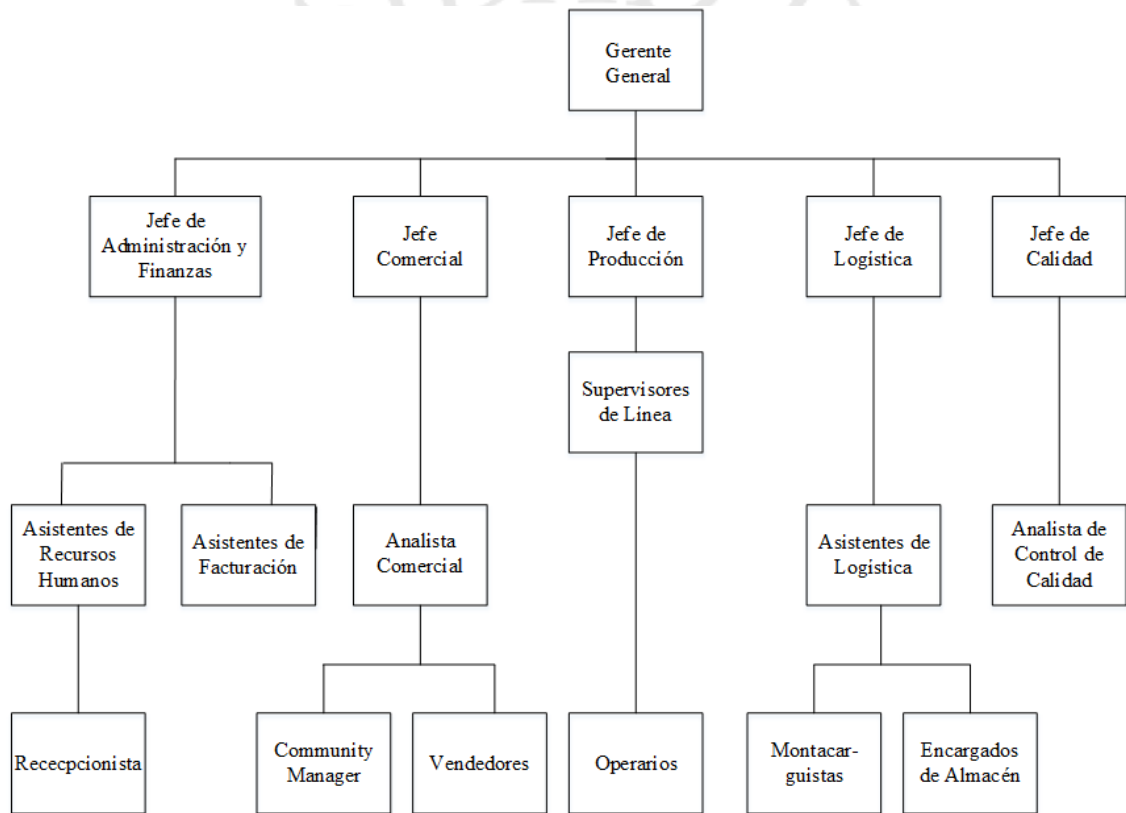 Gerente
General
Jefe de
Administración y
Finanzas
Jefe
Comercial
Jefe de
Producción
Jefe de
Logistica
Jefe de
Calidad
Supervisores
de Línea
Asistentes de
Recursos
Humanos
Asistentes de
Facturación
Analista
Comercial
Asistentes de
Logistica
Analista de
Control de
Calidad
Rececpcionista
Community
Manager
Vendedores
Operarios
Montacar-
guistas
Encargados
de Almacén